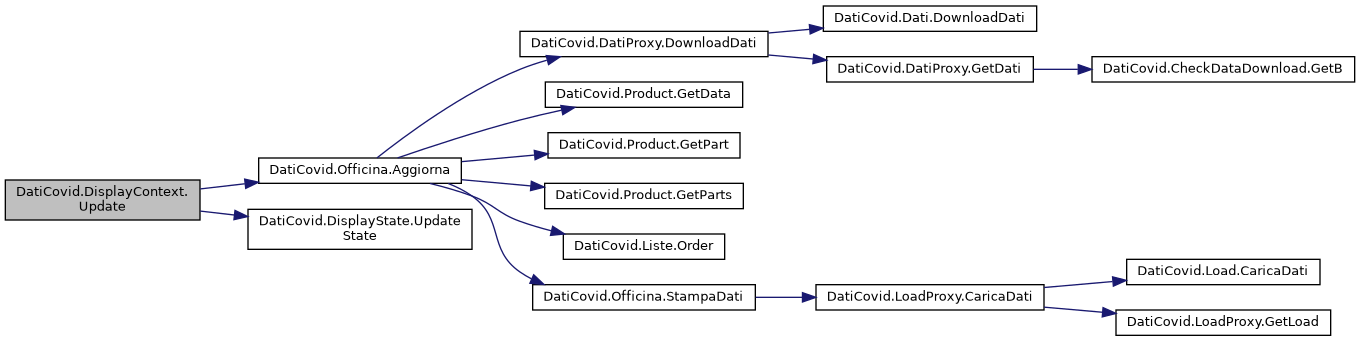 DatiCovid.DisplayContext.
Update
DatiCovid.Officina.Aggiorna
DatiCovid.DisplayState.Update
State
DatiCovid.DatiProxy.DownloadDati
DatiCovid.Product.GetData
DatiCovid.Product.GetPart
DatiCovid.Product.GetParts
DatiCovid.Liste.Order
DatiCovid.Officina.StampaDati
DatiCovid.Dati.DownloadDati
DatiCovid.DatiProxy.GetDati
DatiCovid.CheckDataDownload.GetB
DatiCovid.LoadProxy.CaricaDati
DatiCovid.Load.CaricaDati
DatiCovid.LoadProxy.GetLoad